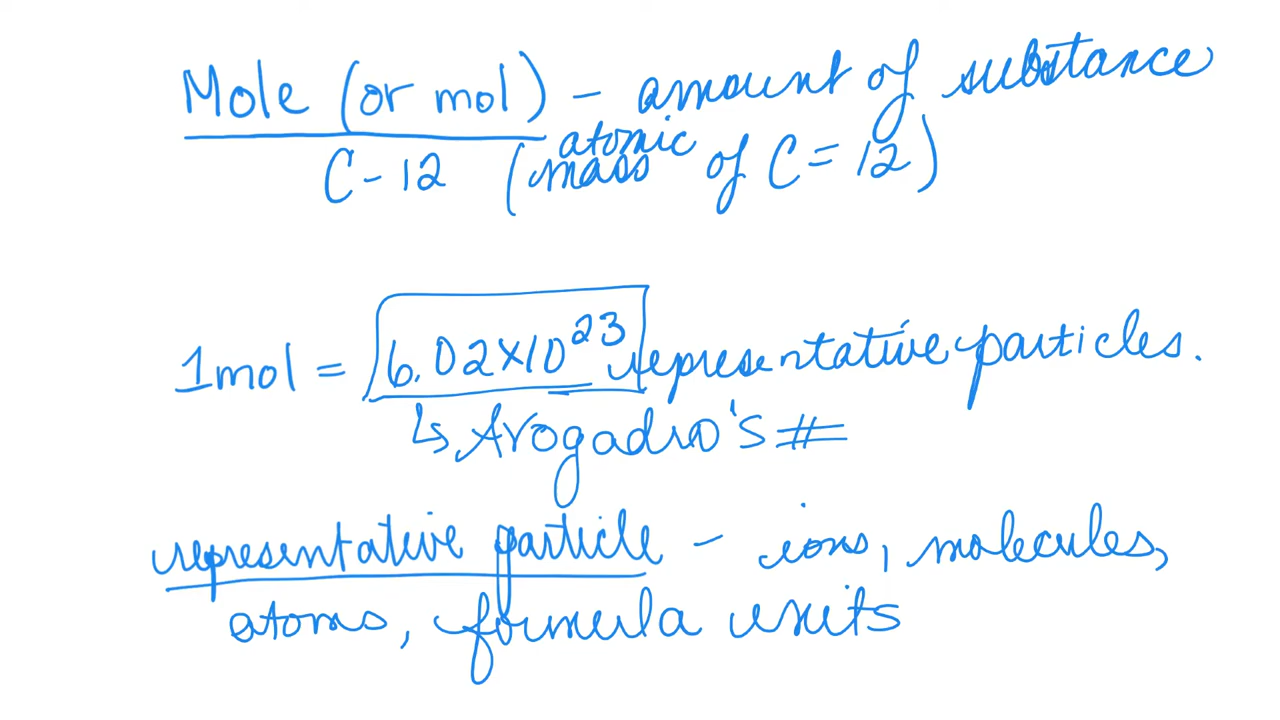 Mole (or mol) - amount of substance
C-12 (atomic mass of C = 12)
1mol = 6.02×10²³ representative particles.
↳ Avogadro's #
representative particle - ions, molecules,
atoms, formula units